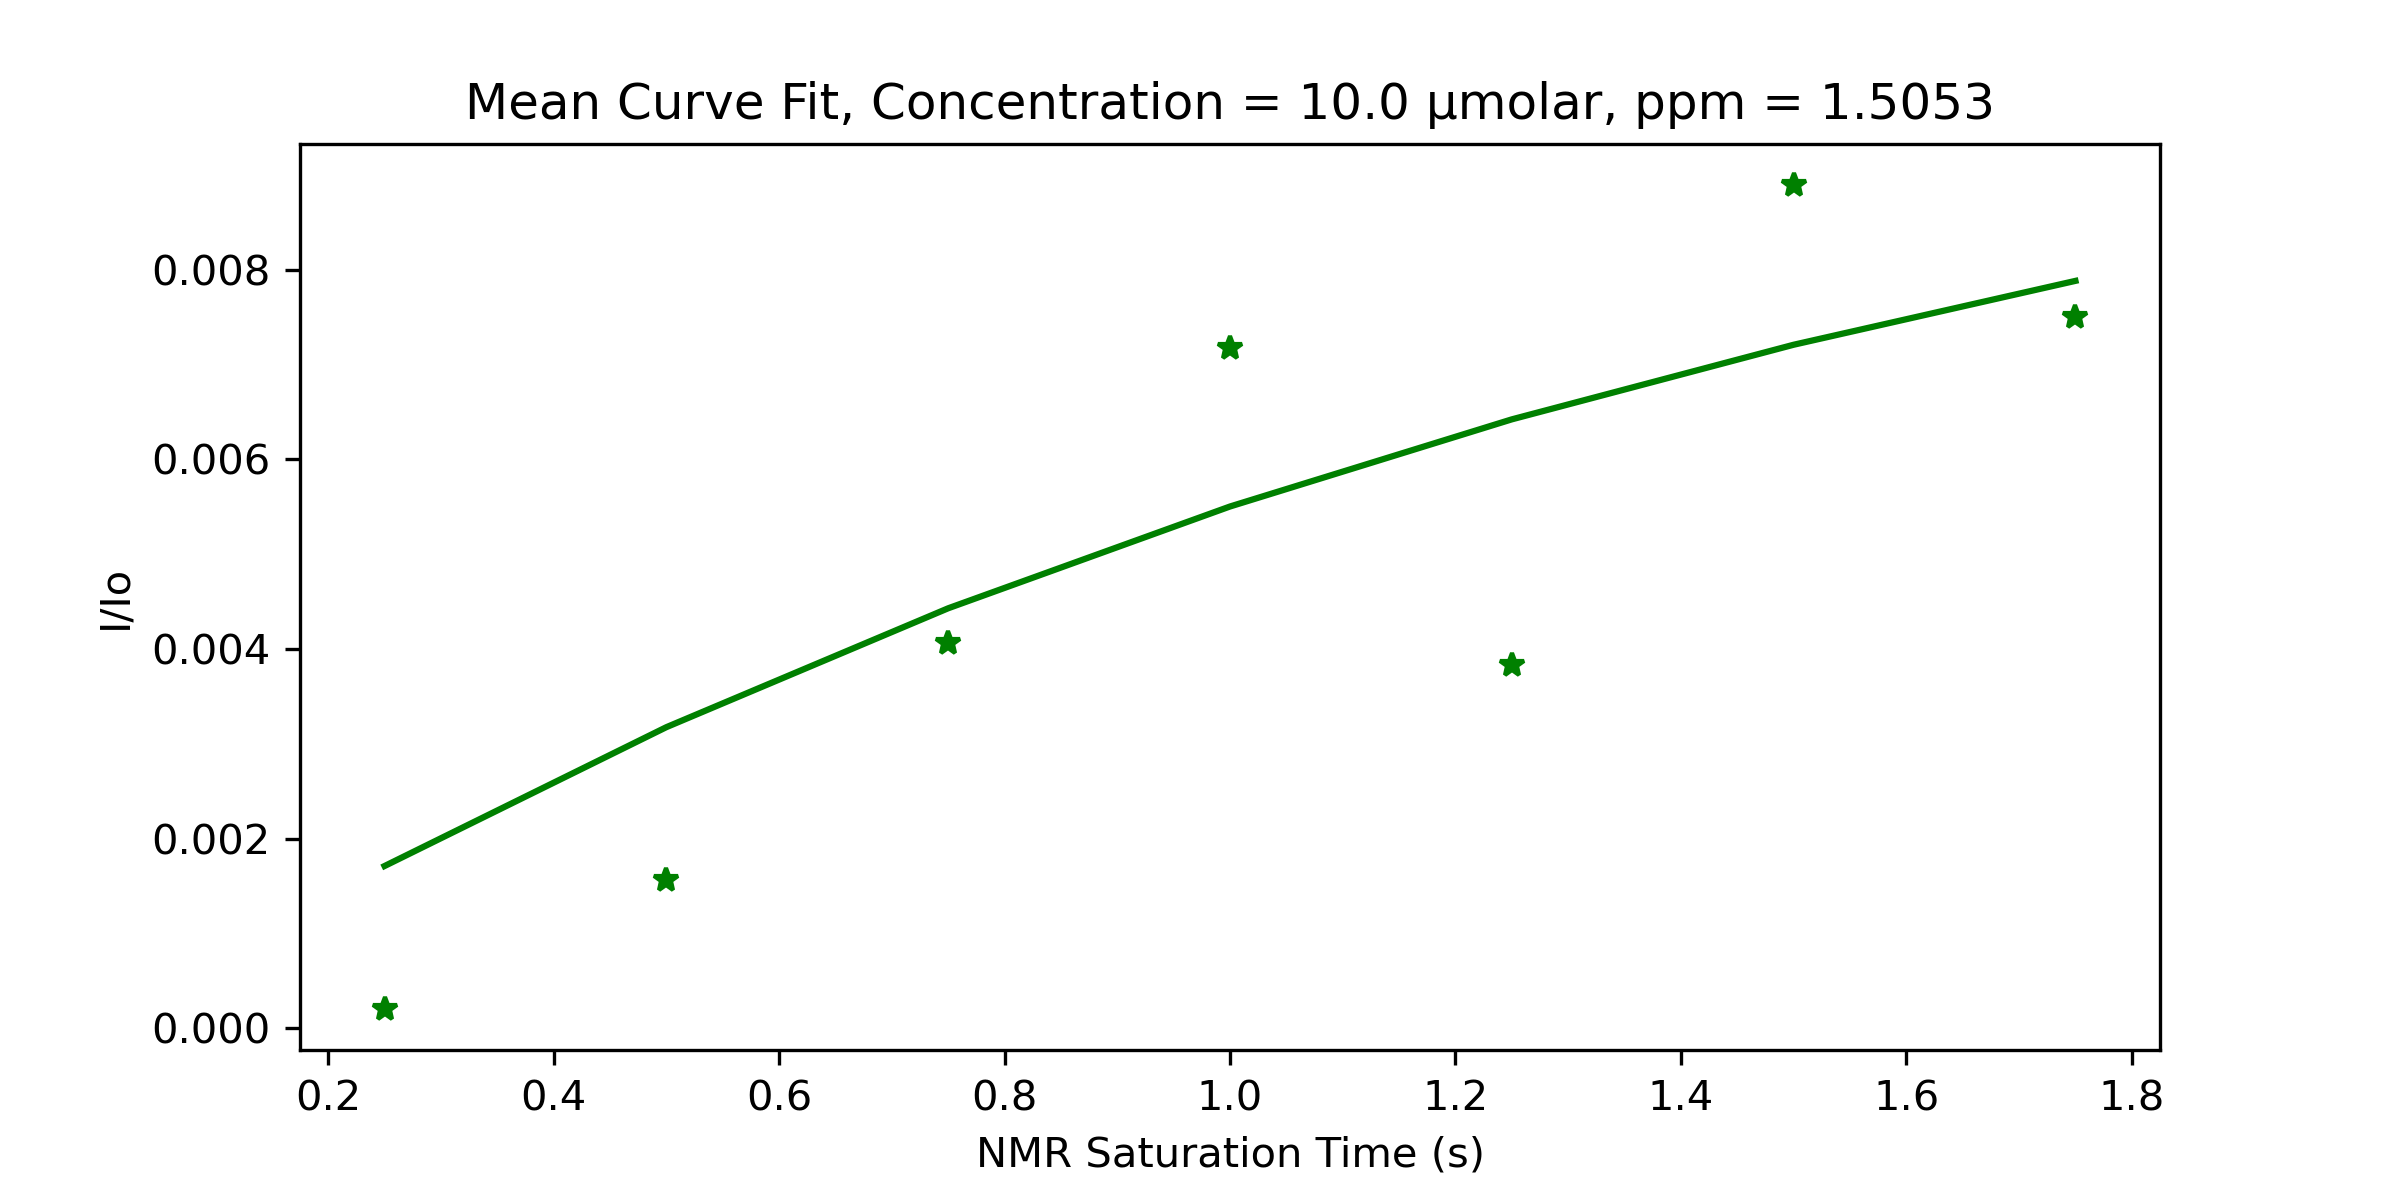 Mean Curve Fit, Concentration = 10.0 μmolar, ppm = 1.5053
I/Io
0.008
0.006
0.004
0.002
0.000
0.2 0.4 0.6 0.8 1.0 1.2 1.4 1.6 1.8
NMR Saturation Time (s)